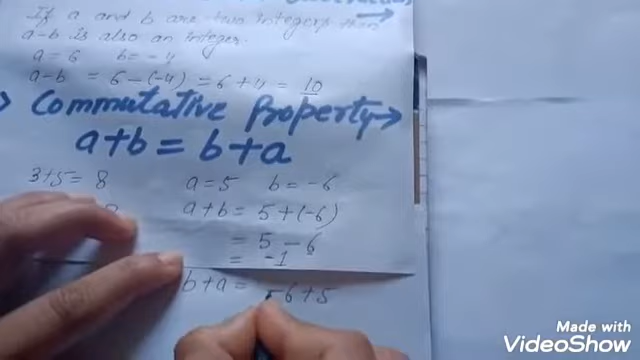 If a and b are two integers then
a-b is also an integer.
a = 6 b = -4
a-b = 6-(-4) = 6+4 = 10
Commutative Property →
a+b = b+a
3+5 = 8
a=5 b= -6
a+b = 5+(-6)
= 5 - 6
= -1
b+a = -6+5
Made with
VideoShow